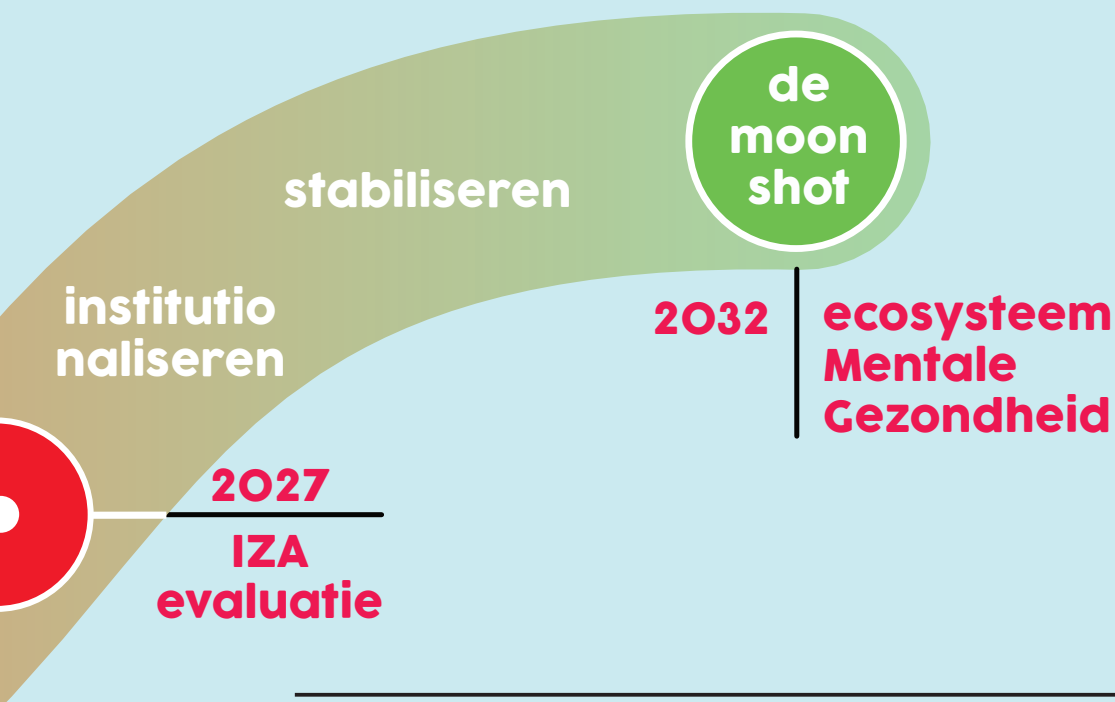 de
moon
shot
stabiliseren
institutio
naliseren
2032
ecosysteem
Mentale
Gezondheid
2027
IZA
evaluatie